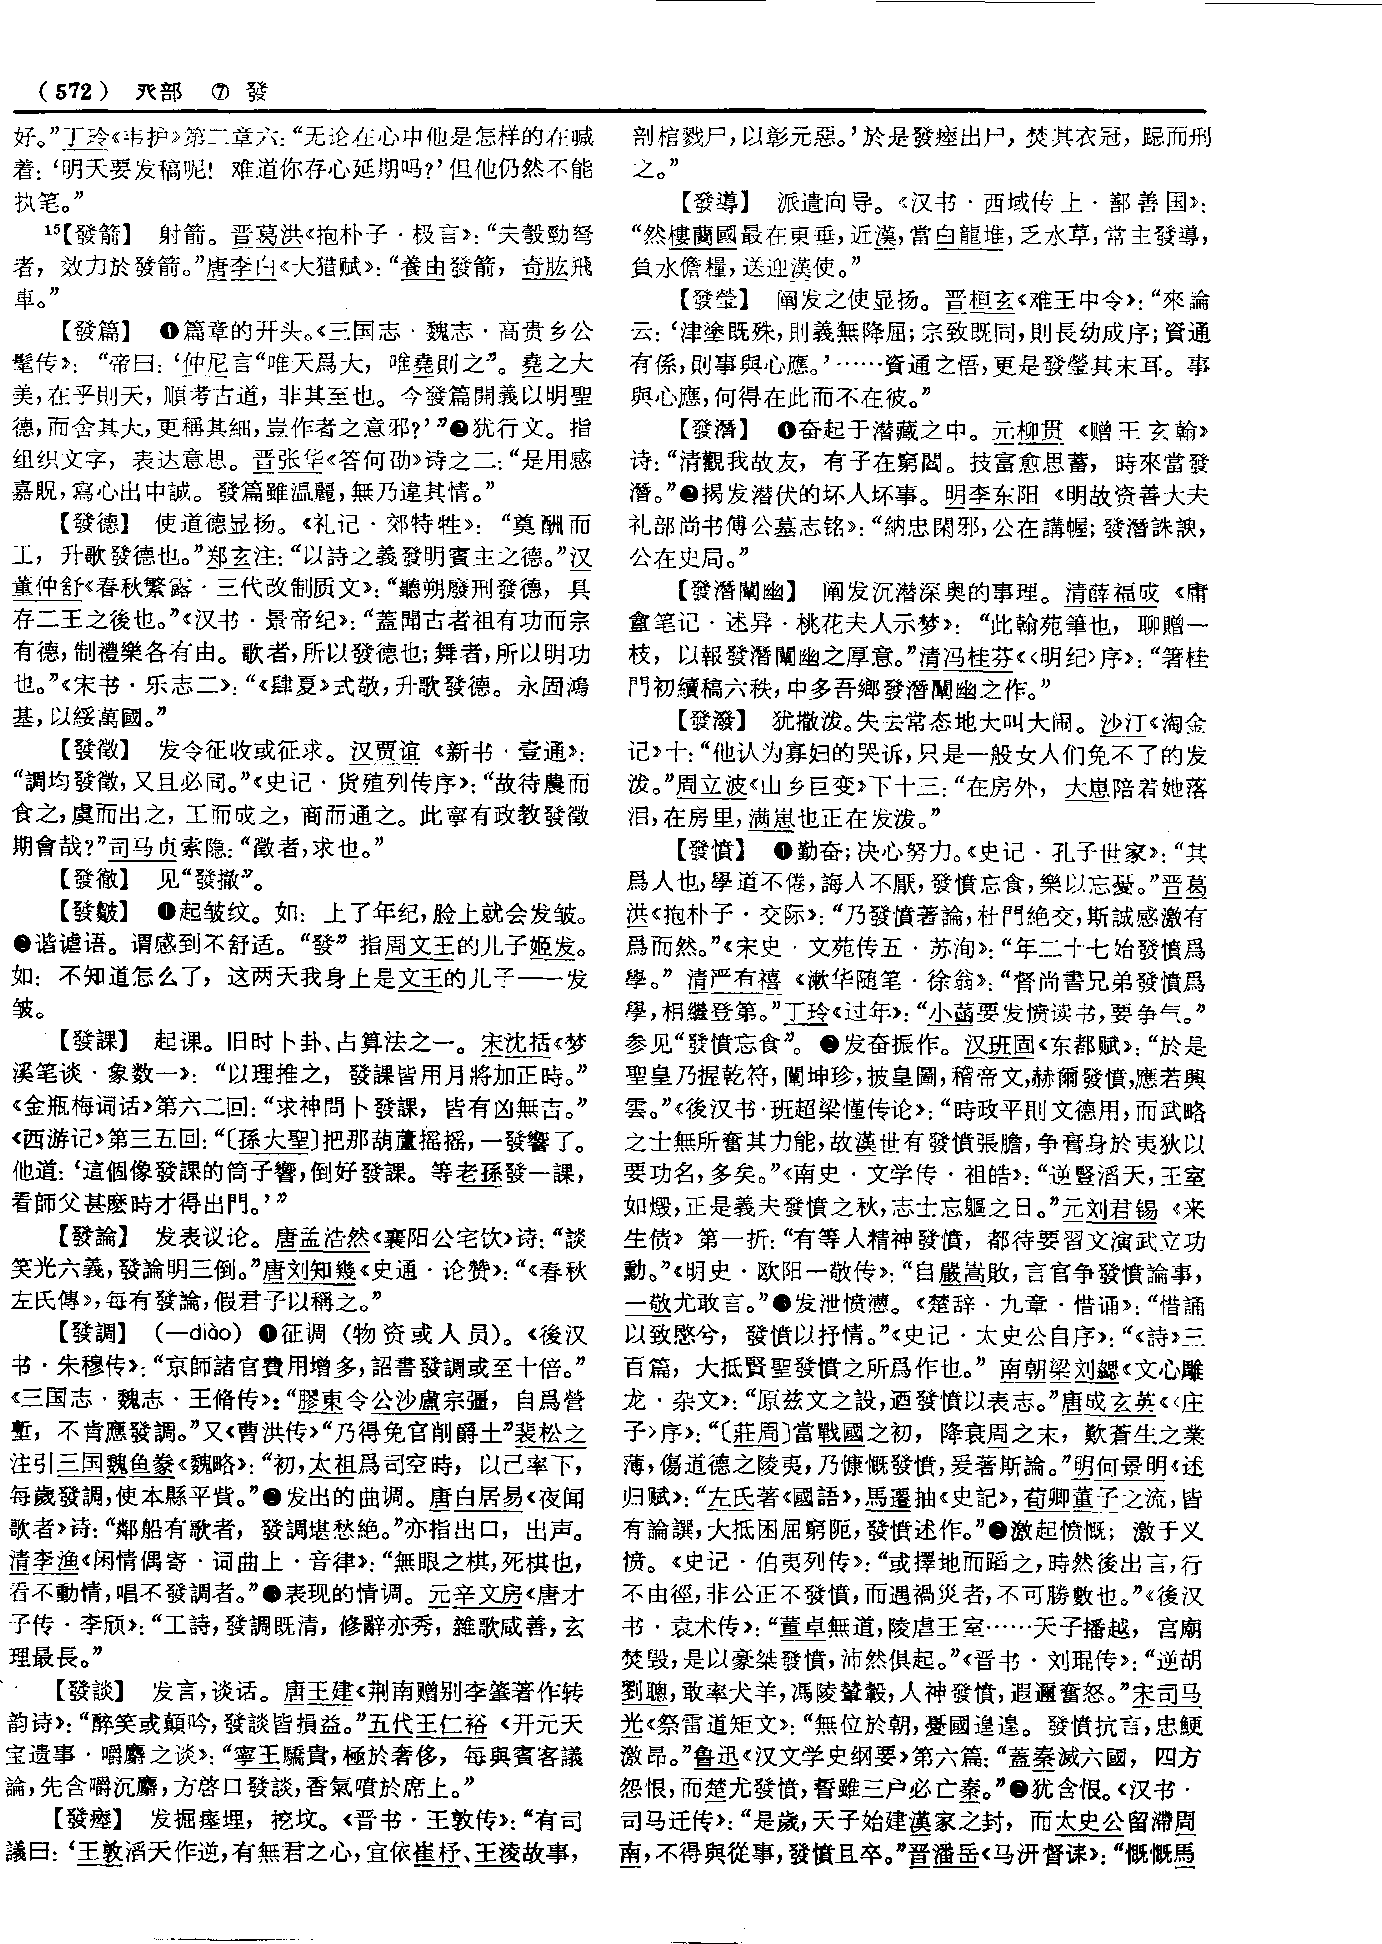 （572） 癶部 ⑦ 發
好。”丁玲《韦护》第二章六：“无论在心中他是怎样的在喊
着：‘明天要发稿呢！难道你存心延期吗？’但他仍然不能
执笔。”
¹⁵【發箭】 射箭。晋葛洪《抱朴子·极言》：“夫彀勁弩
者，效力於發箭。”唐李白《大猎赋》：“養由發箭，奇肱飛
車。”
【發篇】 ❶篇章的开头。《三国志·魏志·高贵乡公
髦传》：“帝曰：‘仲尼言“唯天爲大，唯堯則之”。堯之大
美，在乎則天，順考古道，非其至也。今發篇開義以明聖
德，而舍其大，更稱其細，豈作者之意邪？’”❷犹行文。指
组织文字，表达意思。晋张华《答何劭》诗之二：“是用感
嘉貺，寫心出中誠。發篇雖温麗，無乃違其情。”
【發德】 使道德显扬。《礼记·郊特牲》：“奠酬而
工，升歌發德也。”郑玄注：“以詩之義發明賓主之德。”汉
董仲舒《春秋繁露·三代改制质文》：“聽朔廢刑發德，具
存二王之後也。”《汉书·景帝纪》：“蓋聞古者祖有功而宗
有德，制禮樂各有由。歌者，所以發德也；舞者，所以明功
也。”《宋书·乐志二》：“《肆夏》式敬，升歌發德。永固鴻
基，以綏萬國。”
【發徵】 发令征收或征求。汉贾谊《新书·壹通》：
“調均發徵，又且必同。”《史记·货殖列传序》：“故待農而
食之，虞而出之，工而成之，商而通之。此寧有政教發徵
期會哉？”司马贞索隐：“徵者，求也。”
【發徹】 见“發撤”。
【發皺】 ❶起皱纹。如：上了年纪，脸上就会发皱。
❷谐谑语。谓感到不舒适。“發”指周文王的儿子姬发。
如：不知道怎么了，这两天我身上是文王的儿子——发
皱。
【發課】 起课。旧时卜卦、占算法之一。宋沈括《梦
溪笔谈·象数一》：“以理推之，發課皆用月將加正時。”
《金瓶梅词话》第六二回：“求神問卜發課，皆有凶無吉。”
《西游记》第三五回：“〔孫大聖〕把那葫蘆摇摇，一發響了。
他道：‘這個像發課的筒子響，倒好發課。等老孫發一課，
看師父甚麽時才得出門。’”
【發論】 发表议论。唐孟浩然《襄阳公宅饮》诗：“談
笑光六義，發論明三倒。”唐刘知幾《史通·论赞》：“《春秋
左氏傳》，每有發論，假君子以稱之。”
【發調】 （—diào）❶征调（物资或人员）。《後汉
书·朱穆传》：“京師諸官費用增多，詔書發調或至十倍。”
《三国志·魏志·王脩传》：“膠東令公沙盧宗彊，自爲營
塹，不肯應發調。”又《曹洪传》“乃得免官削爵土”裴松之
注引三国魏鱼豢《魏略》：“初，太祖爲司空時，以己率下，
每歲發調，使本縣平貲。”❷发出的曲调。唐白居易《夜闻
歌者》诗：“鄰船有歌者，發調堪愁絶。”亦指出口，出声。
清李渔《闲情偶寄·词曲上·音律》：“無眼之棋，死棋也，
看不動情，唱不發調者。”❸表现的情调。元辛文房《唐才
子传·李颀》：“工詩，發調既清，修辭亦秀，雜歌咸善，玄
理最長。”
【發談】 发言，谈话。唐王建《荆南赠别李肇著作转
韵诗》：“醉笑或顛吟，發談皆損益。”五代王仁裕《开元天
宝遗事·嚼麝之谈》：“寧王驕貴，極於奢侈，每與賓客議
論，先含嚼沉麝，方啓口發談，香氣噴於席上。”
【發瘞】 发掘瘗埋，挖坟。《晋书·王敦传》：“有司
議曰：‘王敦滔天作逆，有無君之心，宜依崔杼、王淩故事，
剖棺戮尸，以彰元惡。’於是發瘞出尸，焚其衣冠，跽而刑
之。”
【發導】 派遣向导。《汉书·西域传上·鄯善国》：
“然樓蘭國最在東垂，近漢，當白龍堆，乏水草，常主發導，
負水儋糧，送迎漢使。”
【發瑩】 阐发之使显扬。晋桓玄《难王中令》：“來論
云：‘津塗既殊，則義無降屈；宗致既同，則長幼成序；資通
有係，則事與心應。’……資通之悟，更是發瑩其末耳。事
與心應，何得在此而不在彼。”
【發潛】 ❶奋起于潜藏之中。元柳贯《赠王玄翰》
诗：“清觀我故友，有子在窮閻。技富愈思蓄，時來當發
潛。”❷揭发潜伏的坏人坏事。明李东阳《明故资善大夫
礼部尚书傅公墓志铭》：“納忠閑邪，公在講幄；發潛誅諛，
公在史局。”
【發潛闡幽】 阐发沉潜深奥的事理。清薛福成《庸
盦笔记·述异·桃花夫人示梦》：“此翰苑筆也，聊贈一
枝，以報發潛闡幽之厚意。”清冯桂芬《〈明纪〉序》：“箸桂
門初續稿六秩，中多吾鄉發潛闡幽之作。”
【發潑】 犹撒泼。失去常态地大叫大闹。沙汀《淘金
记》十：“他认为寡妇的哭诉，只是一般女人们免不了的发
泼。”周立波《山乡巨变》下十三：“在房外，大崽陪着她落
泪，在房里，满崽也正在发泼。”
【發憤】 ❶勤奋；决心努力。《史记·孔子世家》：“其
爲人也，學道不倦，誨人不厭，發憤忘食，樂以忘憂。”晋葛
洪《抱朴子·交际》：“乃發憤著論，杜門絶交，斯誠感激有
爲而然。”《宋史·文苑传五·苏洵》：“年二十七始發憤爲
學。”清严有禧《漱华随笔·徐翁》：“督尚書兄弟發憤爲
學，相繼登第。”丁玲《过年》：“小菡要发愤读书，要争气。”
参见“發憤忘食”。❷发奋振作。汉班固《东都赋》：“於是
聖皇乃握乾符，闡坤珍，披皇圖，稽帝文，赫爾發憤，應若興
雲。”《後汉书·班超梁慬传论》：“時政平則文德用，而武略
之士無所奮其力能，故漢世有發憤張膽，争膏身於夷狄以
要功名，多矣。”《南史·文学传·祖皓》：“逆豎滔天，王室
如燬，正是義夫發憤之秋，志士忘軀之日。”元刘君锡《来
生债》第一折：“有等人精神發憤，都待要習文演武立功
勳。”《明史·欧阳一敬传》：“自嚴嵩敗，言官争發憤論事，
一敬尤敢言。”❸发泄愤懑。《楚辞·九章·惜诵》：“惜誦
以致愍兮，發憤以抒情。”《史记·太史公自序》：“《詩》三
百篇，大抵賢聖發憤之所爲作也。”南朝梁刘勰《文心雕
龙·杂文》：“原兹文之設，迺發憤以表志。”唐成玄英《〈庄
子〉序》：“〔莊周〕當戰國之初，降衰周之末，歎蒼生之業
薄，傷道德之陵夷，乃慷慨發憤，爰著斯論。”明何景明《述
归赋》：“左氏著《國語》，馬遷抽《史記》，荀卿董子之流，皆
有論譔，大抵困屈窮阨，發憤述作。”❹激起愤慨；激于义
愤。《史记·伯夷列传》：“或擇地而蹈之，時然後出言，行
不由徑，非公正不發憤，而遇禍災者，不可勝數也。”《後汉
书·袁术传》：“董卓無道，陵虐王室……天子播越，宫廟
焚毁，是以豪桀發憤，沛然俱起。”《晋书·刘琨传》：“逆胡
劉聰，敢率犬羊，馮陵輦轂，人神發憤，遐邇奮怒。”宋司马
光《祭雷道矩文》：“無位於朝，憂國遑遑。發憤抗言，忠鯁
激昂。”鲁迅《汉文学史纲要》第六篇：“蓋秦滅六國，四方
怨恨，而楚尤發憤，誓雖三户必亡秦。”❺犹含恨。《汉书·
司马迁传》：“是歲，天子始建漢家之封，而太史公留滯周
南，不得與從事，發憤且卒。”晋潘岳《马汧督诔》：“慨慨馬